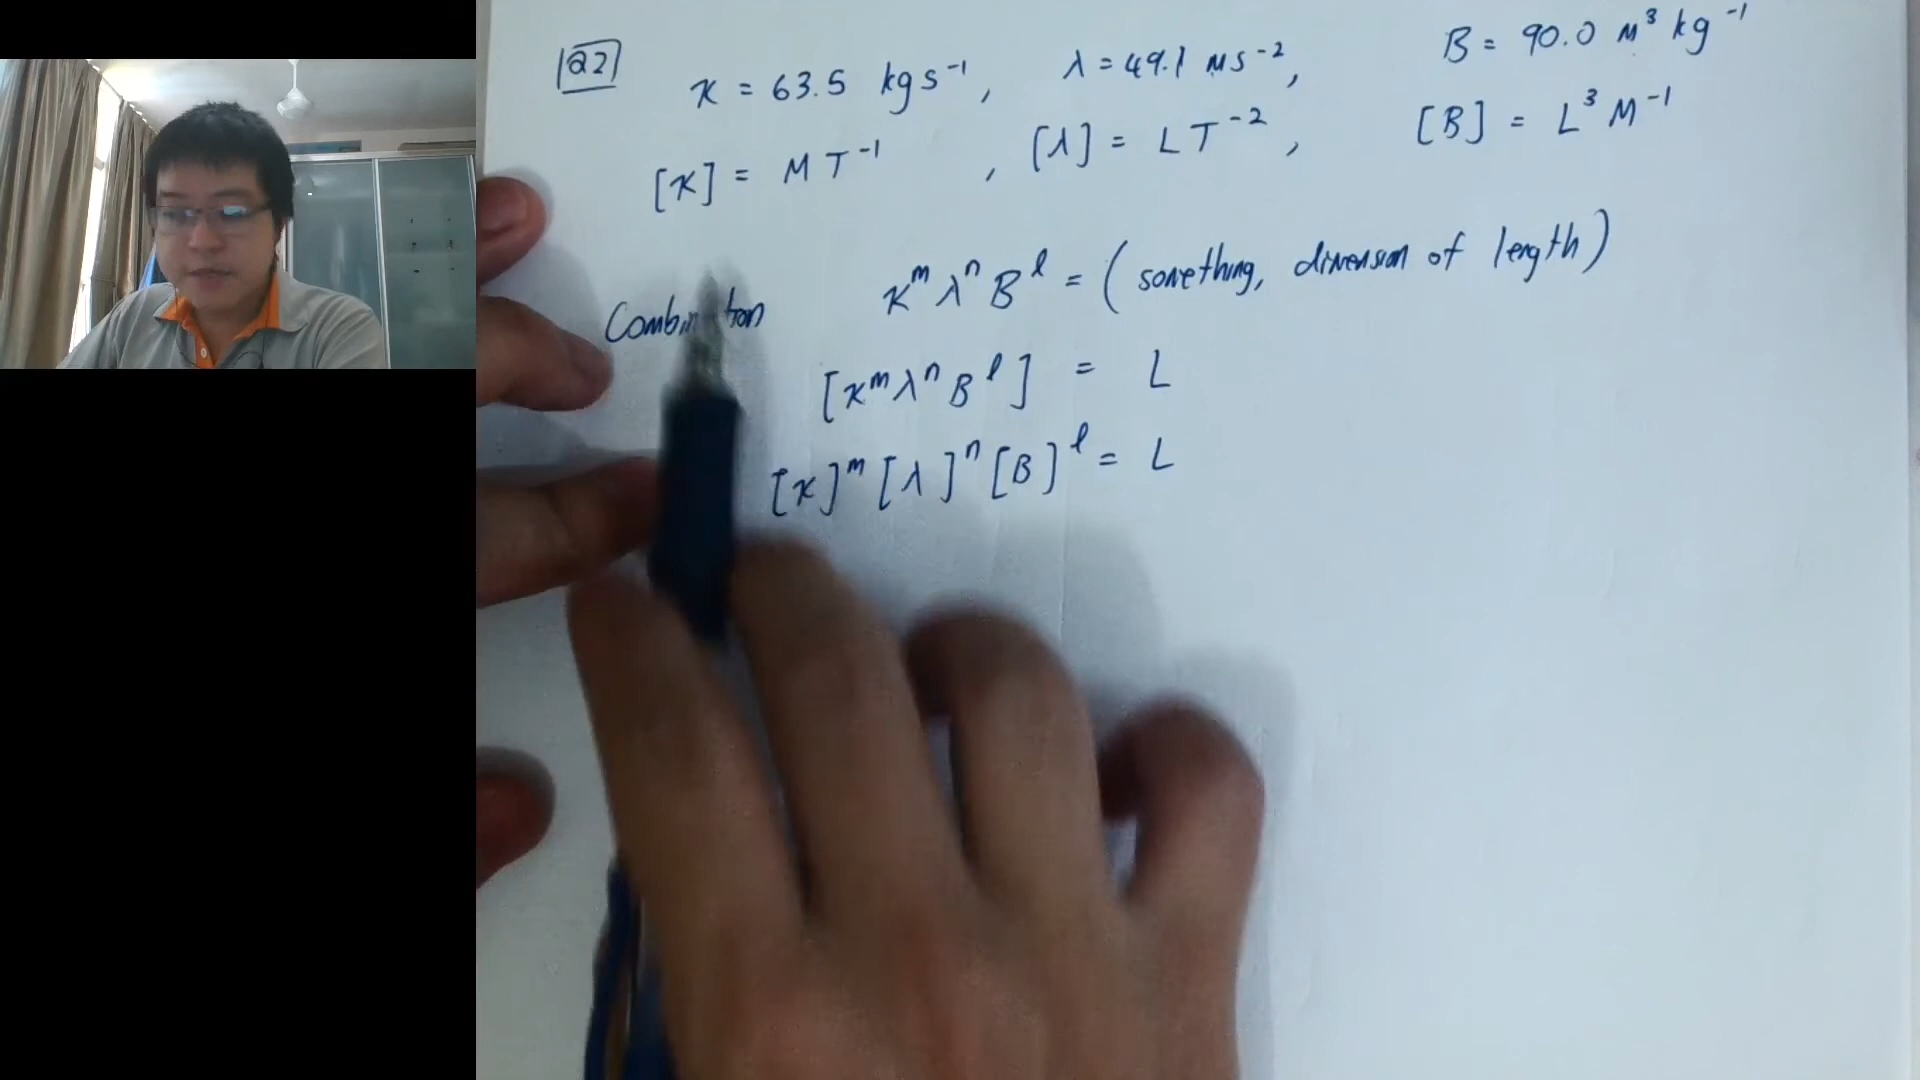 Q2
κ = 63.5 kg s⁻¹, λ = 49.1 m s⁻², B = 90.0 m³ kg⁻¹
[κ] = M T⁻¹, [λ] = L T⁻², [B] = L³ M⁻¹
Combination κᵐ λⁿ Bˡ = (something, dimension of length)
[κᵐ λⁿ Bˡ] = L
[κ]ᵐ [λ]ⁿ [B]ˡ = L